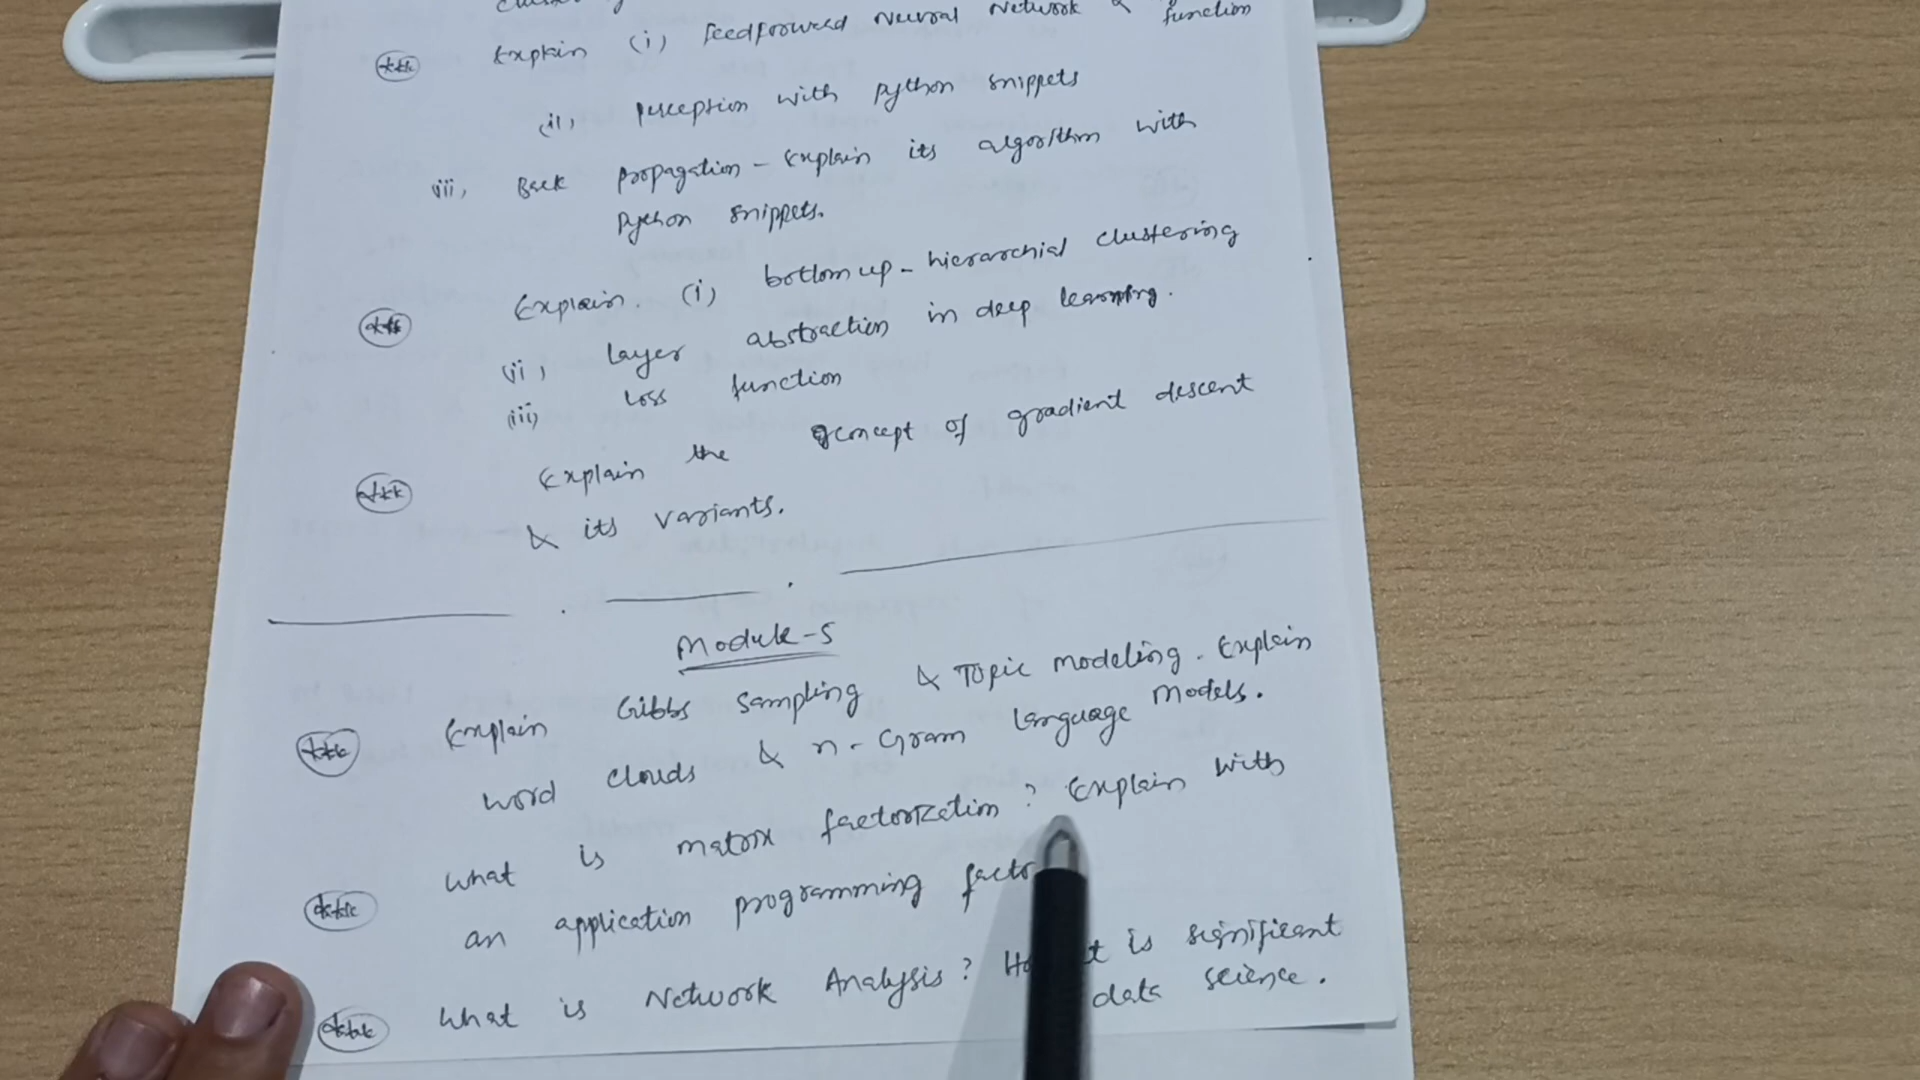 *** Explain (i) Feedforward Neural Network & function
(ii) perception with python snippets
(iii) Back propagation - Explain its algorithm with
python snippets.
*** Explain (i) bottom up - hierarchial clustering
(ii) Layer abstraction in deep learning.
(iii) Loss function
*** Explain the concept of gradient descent
& its variants.
Module-5
*** Explain Gibbs Sampling & Topic modeling. Explain
word clouds & n-Gram language models.
*** What is matrix factorization? Explain with
an application programming
*** What is Network Analysis? is significant
data science.